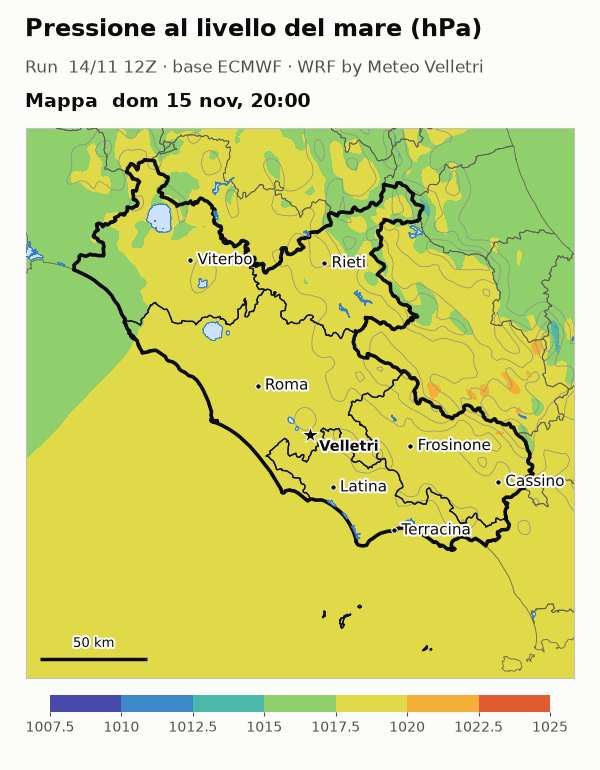 Pressione al livello del mare (hPa)
Run 14/11 12Z · base ECMWF · WRF by Meteo Velletri
Mappa dom 15 nov, 20:00
Viterbo
Rieti
Roma
Velletri
Frosinone
Latina
Cassino
Terracina
50 km
1007.5 1010 1012.5 1015 1017.5 1020 1022.5 1025